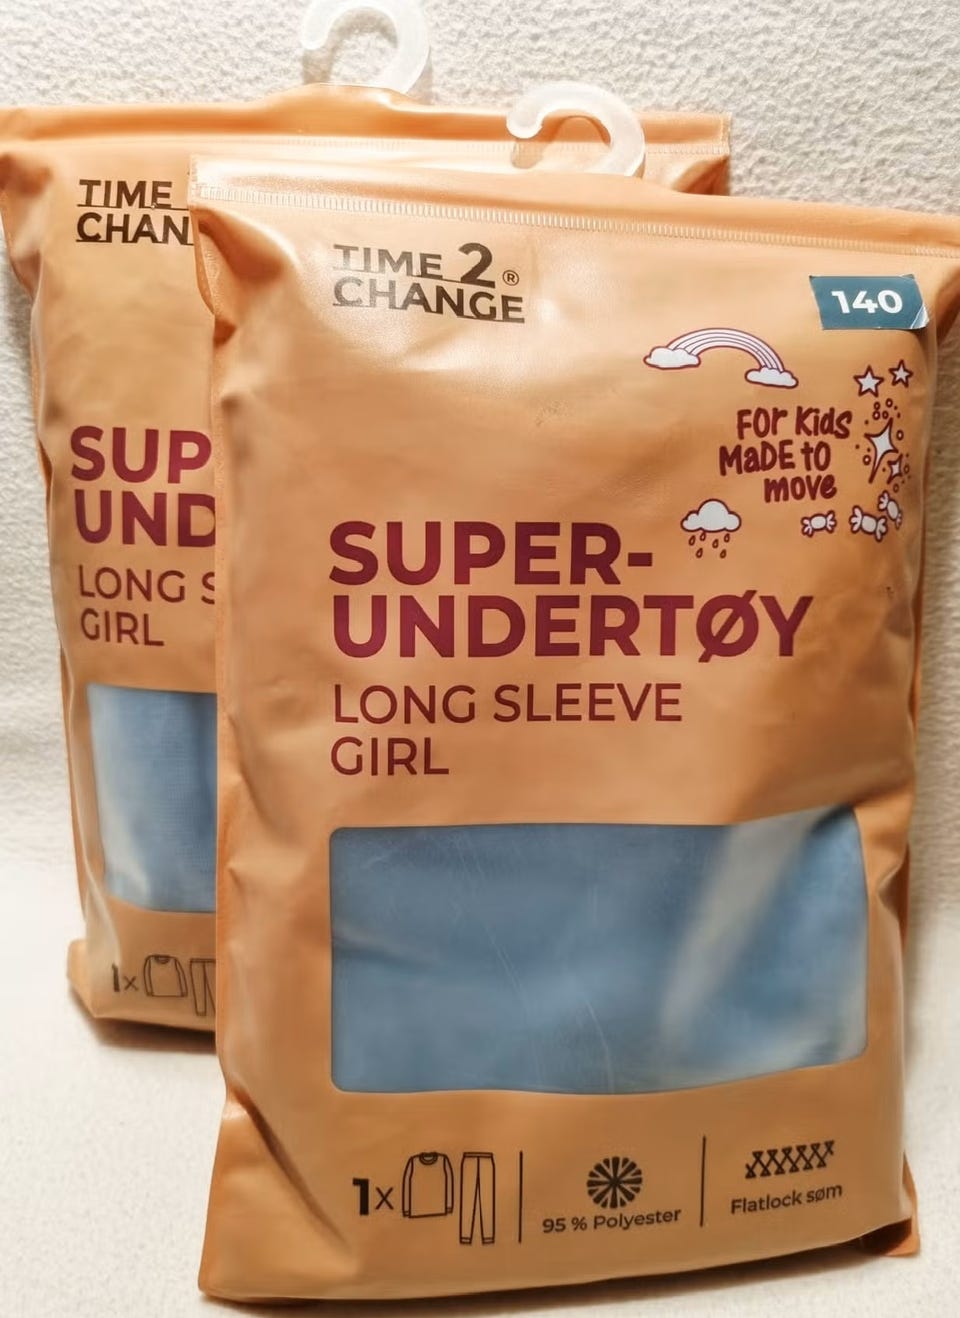 TIME
CHAN
SUP
UND
LONG S
GIRL
1x
TIME 2®
CHANGE
140
FOR Kids
MaDE to
move
SUPER-
UNDERTØY
LONG SLEEVE
GIRL
1x
95 % Polyester
Flatlock søm